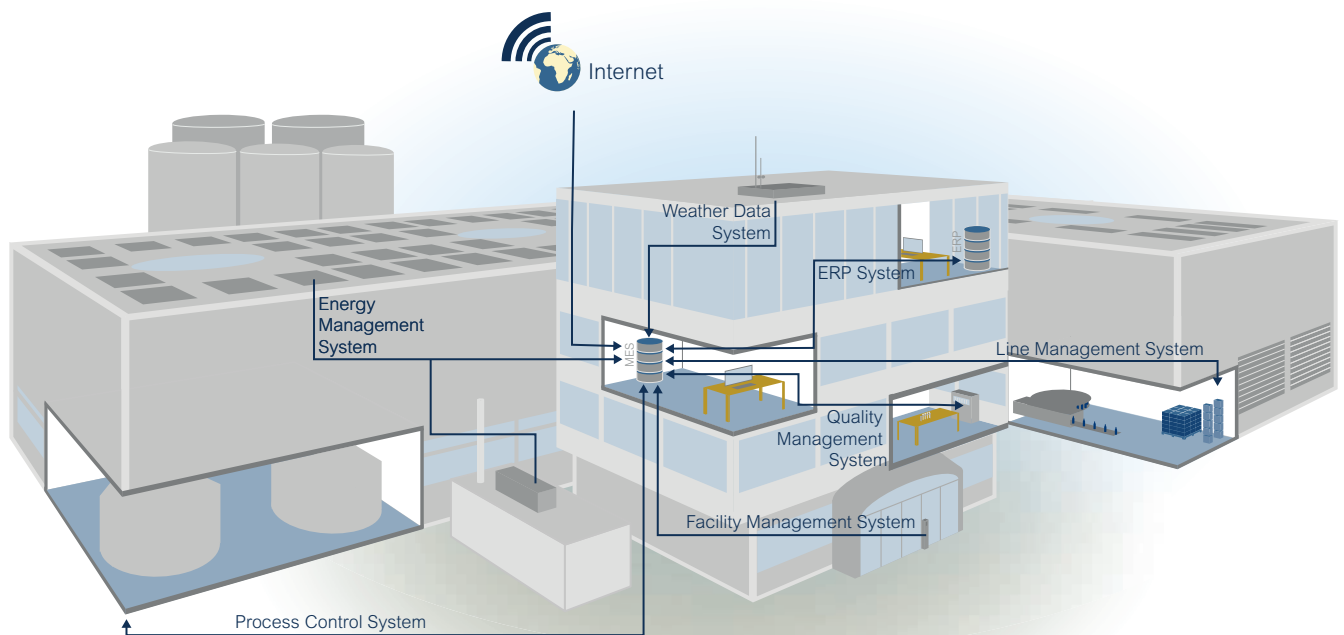 Internet
Weather Data
System
ERP
ERP System
Energy
Management
System
MES
Line Management System
Quality
Management
System
Facility Management System
Process Control System